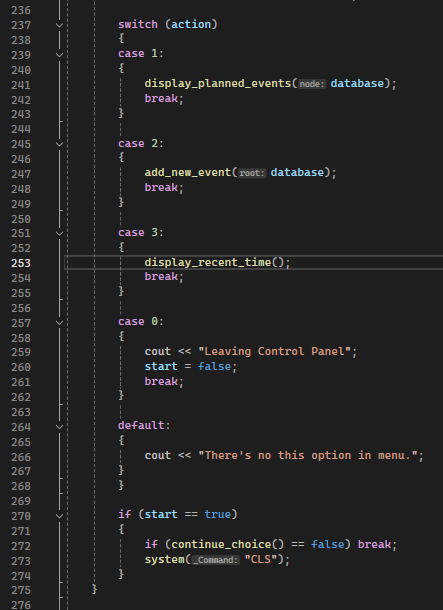 236
237 switch (action)
238 {
239 case 1:
240 {
241 display_planned_events(node: database);
242 break;
243 }
244
245 case 2:
246 {
247 add_new_event(root: database);
248 break;
249 }
250
251 case 3:
252 {
253 display_recent_time();
254 break;
255 }
256
257 case 0:
258 {
259 cout << "Leaving Control Panel";
260 start = false;
261 break;
262 }
263
264 default:
265 {
266 cout << "There's no this option in menu.";
267 }
268 }
269
270 if (start == true)
271 {
272 if (continue_choice() == false) break;
273 system(_Command: "CLS");
274 }
275 }
276